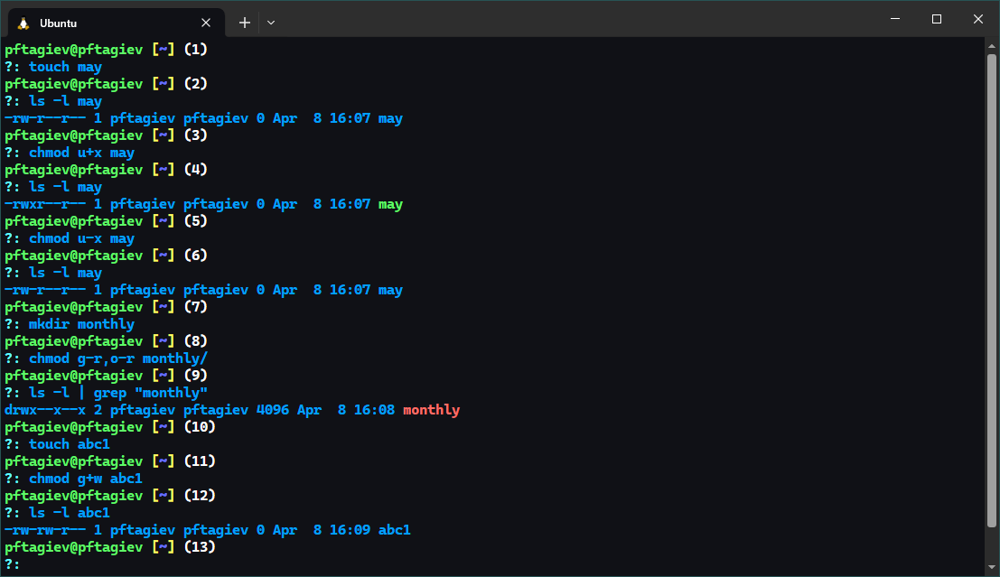 Ubuntu
pftagiev@pftagiev [~] (1)
?: touch may
pftagiev@pftagiev [~] (2)
?: ls -l may
-rw-r--r-- 1 pftagiev pftagiev 0 Apr  8 16:07 may
pftagiev@pftagiev [~] (3)
?: chmod u+x may
pftagiev@pftagiev [~] (4)
?: ls -l may
-rwxr--r-- 1 pftagiev pftagiev 0 Apr  8 16:07 may
pftagiev@pftagiev [~] (5)
?: chmod u-x may
pftagiev@pftagiev [~] (6)
?: ls -l may
-rw-r--r-- 1 pftagiev pftagiev 0 Apr  8 16:07 may
pftagiev@pftagiev [~] (7)
?: mkdir monthly
pftagiev@pftagiev [~] (8)
?: chmod g-r,o-r monthly/
pftagiev@pftagiev [~] (9)
?: ls -l | grep "monthly"
drwx--x--x 2 pftagiev pftagiev 4096 Apr  8 16:08 monthly
pftagiev@pftagiev [~] (10)
?: touch abc1
pftagiev@pftagiev [~] (11)
?: chmod g+w abc1
pftagiev@pftagiev [~] (12)
?: ls -l abc1
-rw-rw-r-- 1 pftagiev pftagiev 0 Apr  8 16:09 abc1
pftagiev@pftagiev [~] (13)
?: